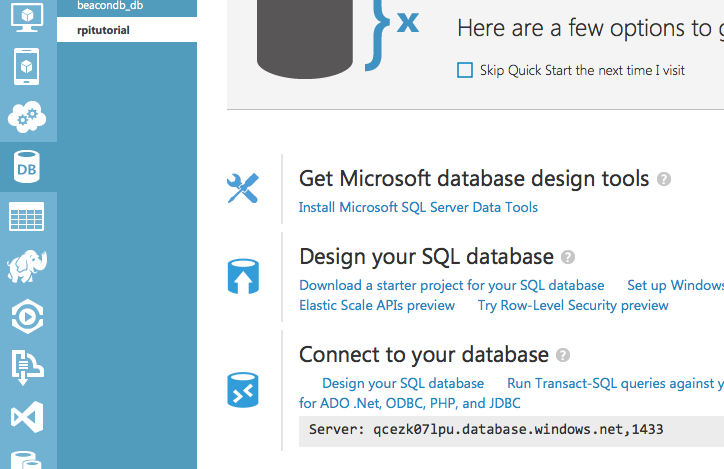 beacondb_db
rpitutorial
x
Here are a few options to
Skip Quick Start the next time I visit
DB
Get Microsoft database design tools ?
Install Microsoft SQL Server Data Tools
Design your SQL database ?
Download a starter project for your SQL database Set up Windows
Elastic Scale APIs preview Try Row-Level Security preview
Connect to your database ?
Design your SQL database Run Transact-SQL queries against
for ADO .Net, ODBC, PHP, and JDBC
Server: qcezk07lpu.database.windows.net,1433